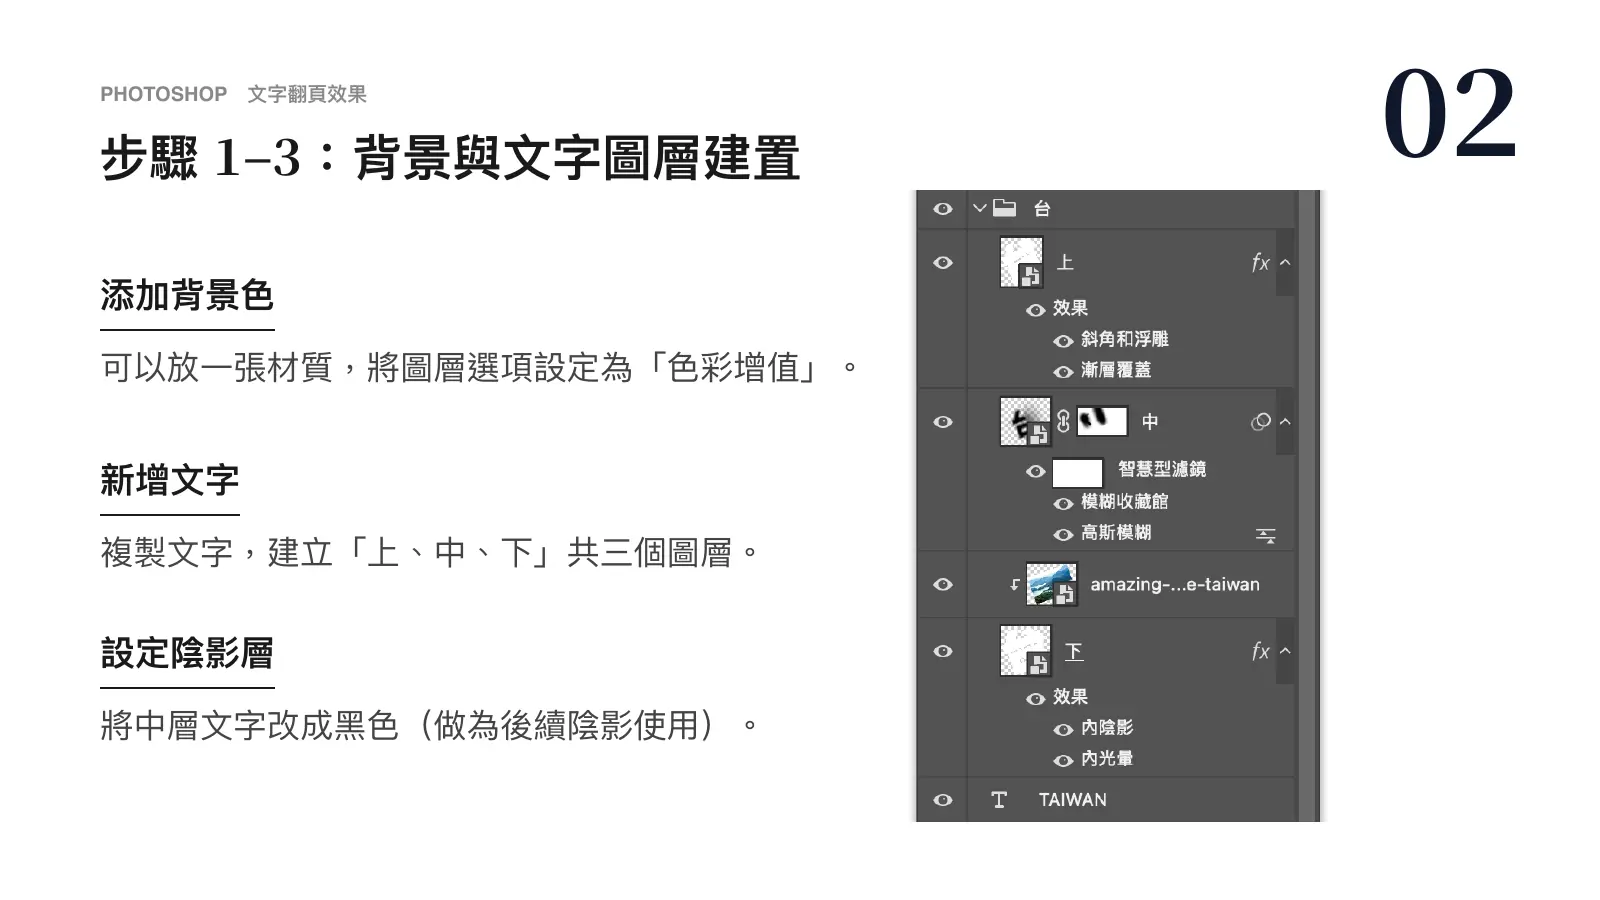 PHOTOSHOP 文字翻頁效果
02
步驟 1–3：背景與文字圖層建置
添加背景色
可以放一張材質，將圖層選項設定為「色彩增值」。
新增文字
複製文字，建立「上、中、下」共三個圖層。
設定陰影層
將中層文字改成黑色（做為後續陰影使用）。
台
上 fx
效果
斜角和浮雕
漸層覆蓋
台 中
智慧型濾鏡
模糊收藏館
高斯模糊
amazing-...e-taiwan
下 fx
效果
內陰影
內光暈
T TAIWAN